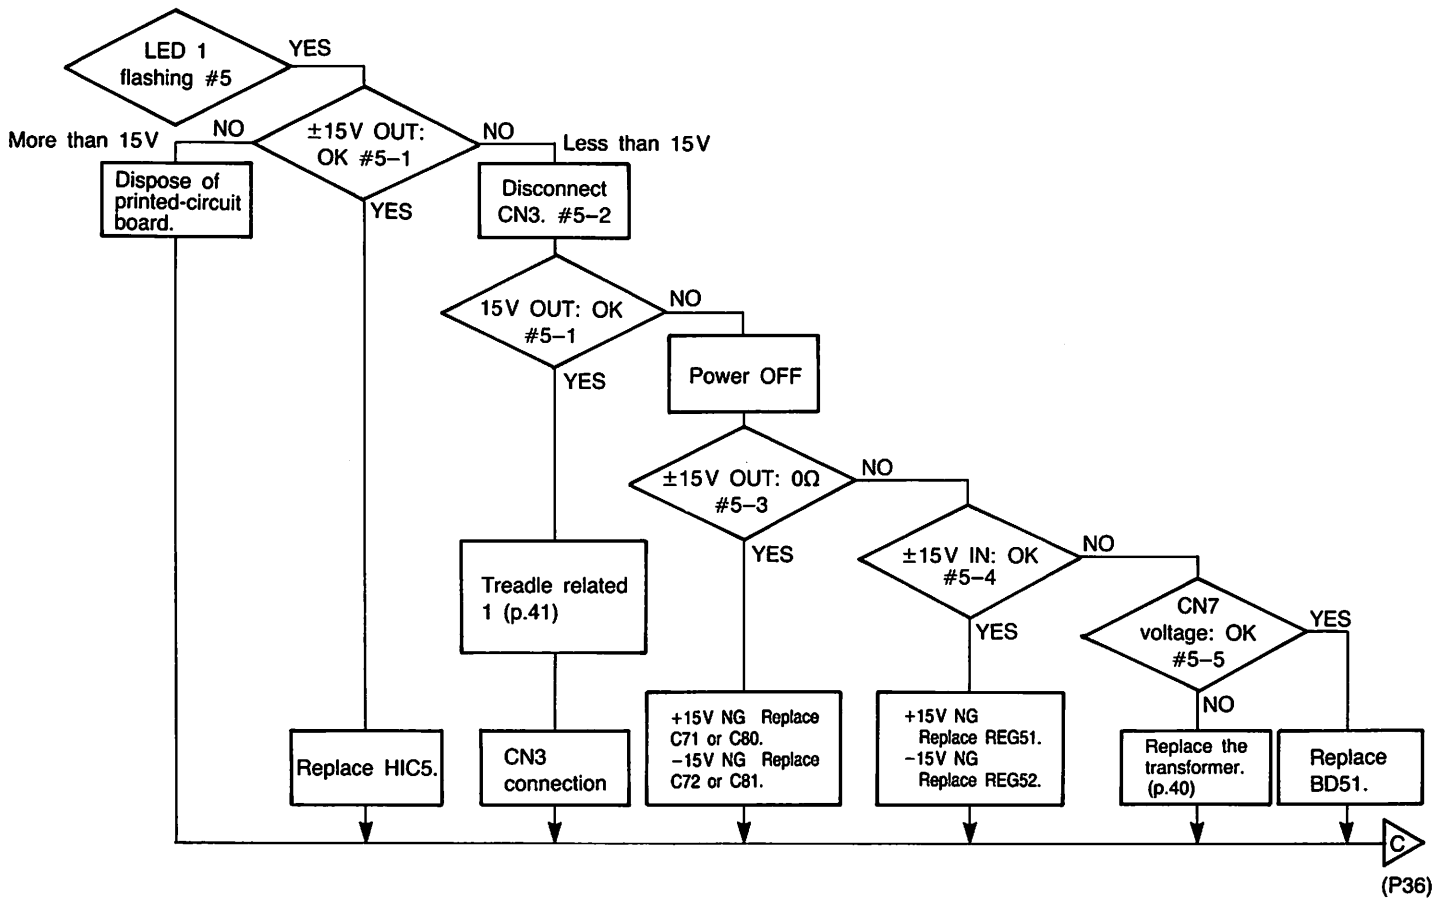 LED 1
flashing #5
YES
More than 15V
NO
±15V OUT:
OK #5–1
NO
Less than 15V
YES
Dispose of
printed-circuit
board.
Disconnect
CN3. #5–2
15V OUT: OK
#5–1
NO
YES
Power OFF
±15V OUT: 0Ω
#5–3
NO
YES
±15V IN: OK
#5–4
NO
YES
CN7
voltage: OK
#5–5
YES
NO
Treadle related
1 (p.41)
Replace HIC5.
CN3
connection
+15V NG Replace
C71 or C80.
−15V NG Replace
C72 or C81.
+15V NG
Replace REG51.
−15V NG
Replace REG52.
Replace the
transformer.
(p.40)
Replace
BD51.
C
(P36)